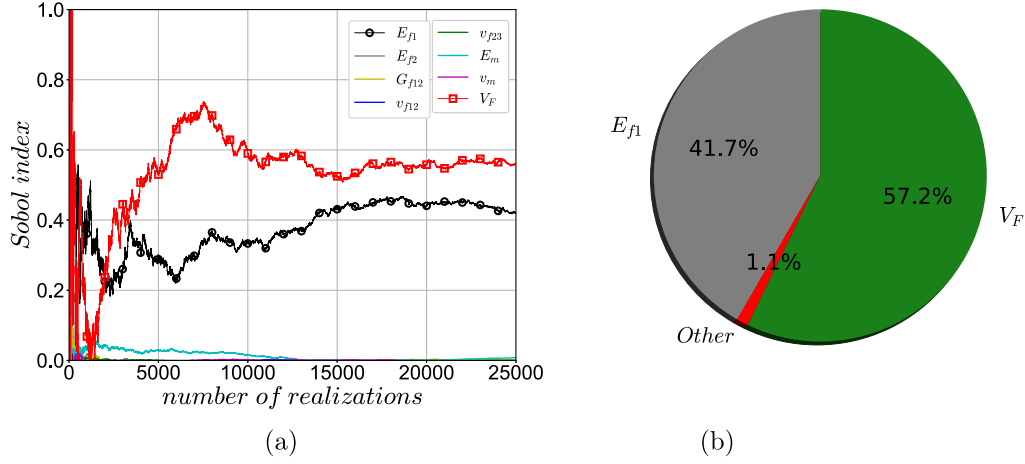 1.0
0.8
0.6
0.4
0.2
0.0
Sobol index
0 5000 10000 15000 20000 25000
number of realizations
E_{f1}
E_{f2}
G_{f12}
v_{f12}
v_{f23}
E_m
v_m
V_F
(a)
E_{f1}
41.7%
57.2%
V_F
1.1%
Other
(b)